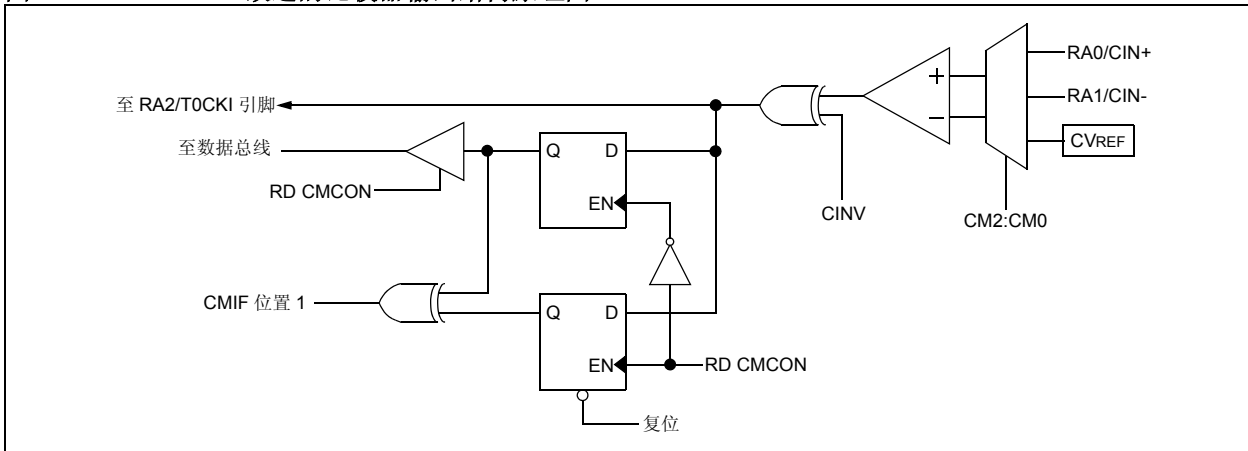 RA0/CIN+
至 RA2/T0CKI 引脚
RA1/CIN-
至数据总线
Q D
CVREF
RD CMCON
EN
CINV
CM2:CM0
CMIF 位置 1
Q D
EN
RD CMCON
复位